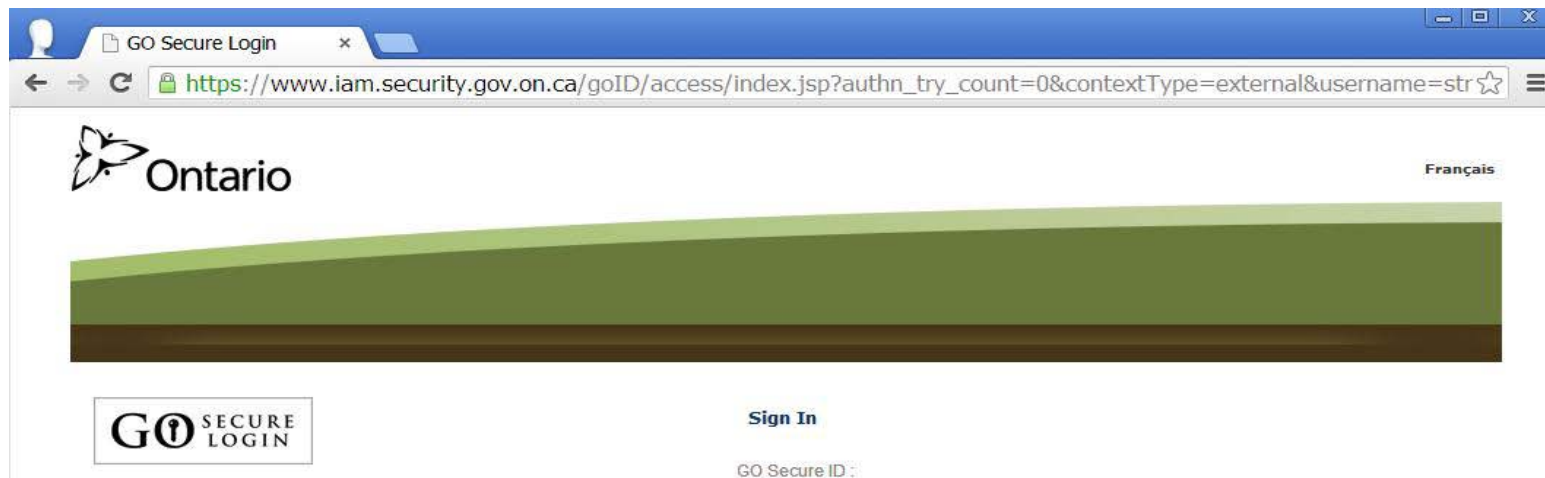 GO Secure Login
https://www.iam.security.gov.on.ca/goID/access/index.jsp?authn_try_count=0&contextType=external&username=str
Ontario
Français
GO SECURE LOGIN
Sign In
GO Secure ID :